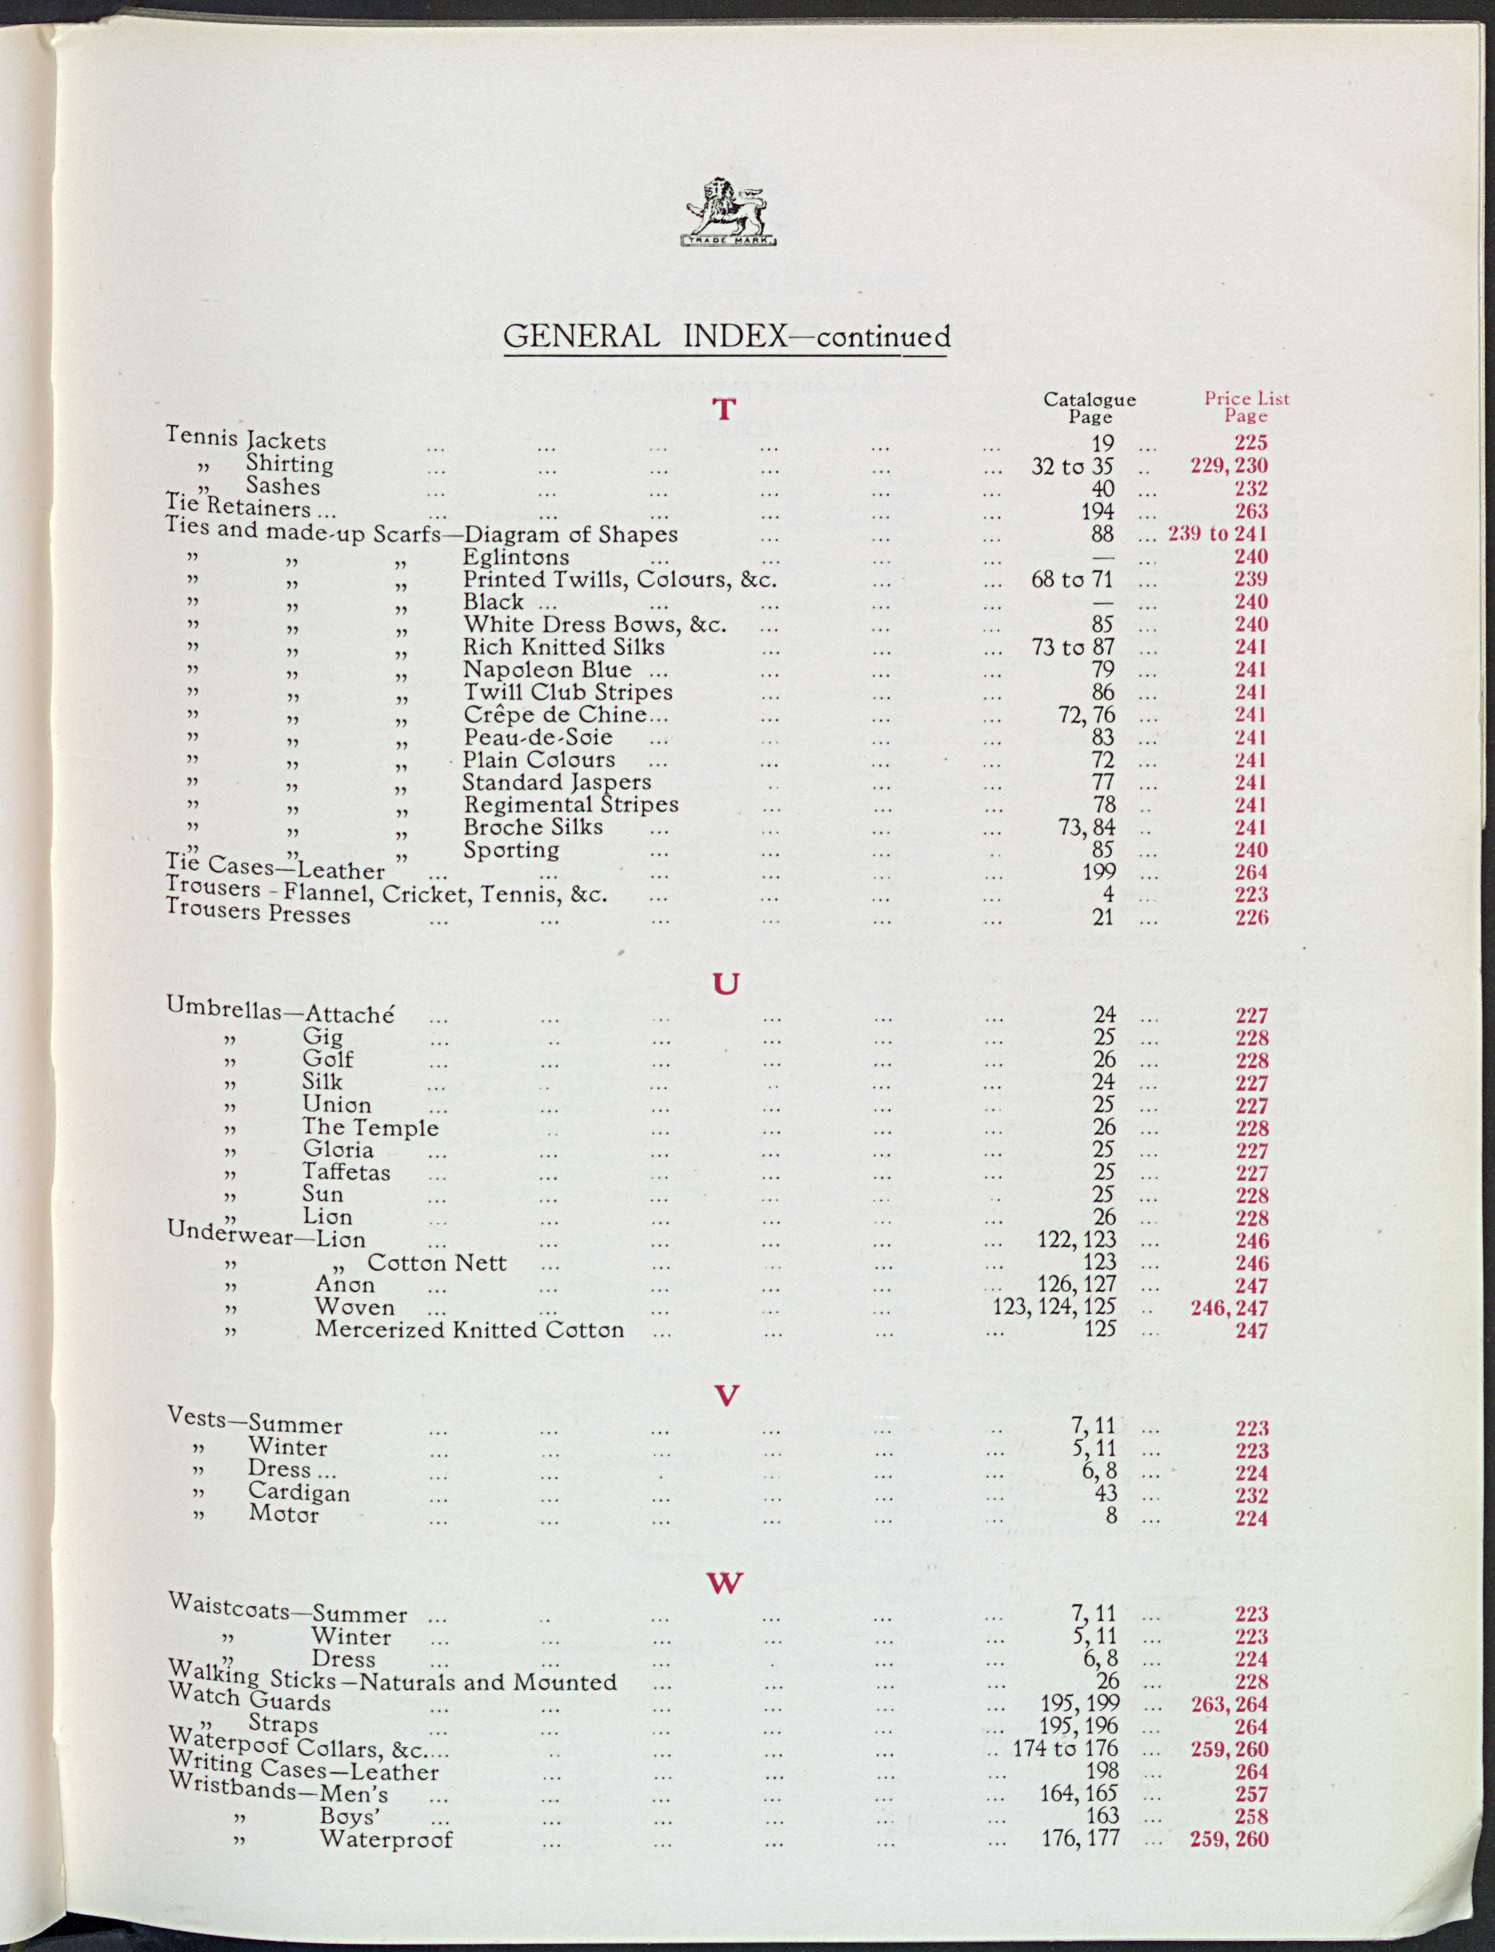 TRADE MARK.
GENERAL INDEX—continued
T
Catalogue Page Price List Page
Tennis Jackets ... ... ... ... ... ... 19 ... 225
„ Shirting ... ... ... ... ... ... 32 to 35 .. 229, 230
„ Sashes ... ... ... ... ... ... 40 ... 232
Tie Retainers ... ... ... ... ... ... ... 194 ... 263
Ties and made-up Scarfs—Diagram of Shapes ... ... ... 88 ... 239 to 241
„ „ „ Eglintons ... ... ... ... — ... 240
„ „ „ Printed Twills, Colours, &c. ... ... 68 to 71 ... 239
„ „ „ Black ... ... ... ... ... — ... 240
„ „ „ White Dress Bows, &c. ... ... ... 85 ... 240
„ „ „ Rich Knitted Silks ... ... ... 73 to 87 ... 241
„ „ „ Napoleon Blue ... ... ... ... 79 ... 241
„ „ „ Twill Club Stripes ... ... ... 86 ... 241
„ „ „ Crêpe de Chine... ... ... ... 72, 76 ... 241
„ „ „ Peau-de-Soie ... ... ... ... 83 ... 241
„ „ „ Plain Colours ... ... ... ... 72 ... 241
„ „ „ Standard Jaspers .. ... ... 77 ... 241
„ „ „ Regimental Stripes ... ... ... 78 .. 241
„ „ „ Broche Silks ... ... ... ... 73, 84 .. 241
„ „ „ Sporting ... ... ... .. 85 ... 240
Tie Cases—Leather ... ... ... ... ... ... 199 ... 264
Trousers - Flannel, Cricket, Tennis, &c. ... ... ... ... 4 ... 223
Trousers Presses ... ... ... ... ... ... 21 ... 226
U
Umbrellas—Attaché ... ... ... ... ... ... 24 ... 227
„ Gig ... .. ... ... ... ... 25 ... 228
„ Golf ... ... ... ... ... ... 26 ... 228
„ Silk ... .. ... .. ... ... 24 ... 227
„ Union ... ... ... ... ... ... 25 ... 227
„ The Temple .. ... ... ... ... 26 ... 228
„ Gloria ... ... ... ... ... ... 25 ... 227
„ Taffetas ... ... ... ... ... ... 25 ... 227
„ Sun ... ... ... ... ... .. 25 ... 228
„ Lion ... ... ... ... ... ... 26 ... 228
Underwear—Lion ... ... ... ... ... ... 122, 123 ... 246
„ „ Cotton Nett ... ... ... ... ... 123 ... 246
„ Anon ... ... ... ... ... ... 126, 127 ... 247
„ Woven ... ... ... ... ... 123, 124, 125 .. 246, 247
„ Mercerized Knitted Cotton ... ... ... ... 125 ... 247
V
Vests—Summer ... ... ... ... ... .. 7, 11 ... 223
„ Winter ... ... ... ... ... ... 5, 11 ... 223
„ Dress ... ... ... . ... ... ... 6, 8 ... 224
„ Cardigan ... ... ... ... ... ... 43 ... 232
„ Motor ... ... ... ... ... ... 8 ... 224
W
Waistcoats—Summer ... .. ... ... ... ... 7, 11 ... 223
„ Winter ... ... ... ... ... ... 5, 11 ... 223
„ Dress ... ... ... . ... ... 6, 8 ... 224
Walking Sticks—Naturals and Mounted ... ... ... ... 26 ... 228
Watch Guards ... ... ... ... ... ... 195, 199 ... 263, 264
„ Straps ... ... ... ... ... ... 195, 196 ... 264
Waterpoof Collars, &c.... .. ... ... ... .. 174 to 176 ... 259, 260
Writing Cases—Leather ... ... ... ... ... 198 ... 264
Wristbands—Men's ... ... ... ... ... ... 164, 165 ... 257
„ Boys' ... ... ... ... ... ... 163 ... 258
„ Waterproof ... ... ... ... ... 176, 177 ... 259, 260